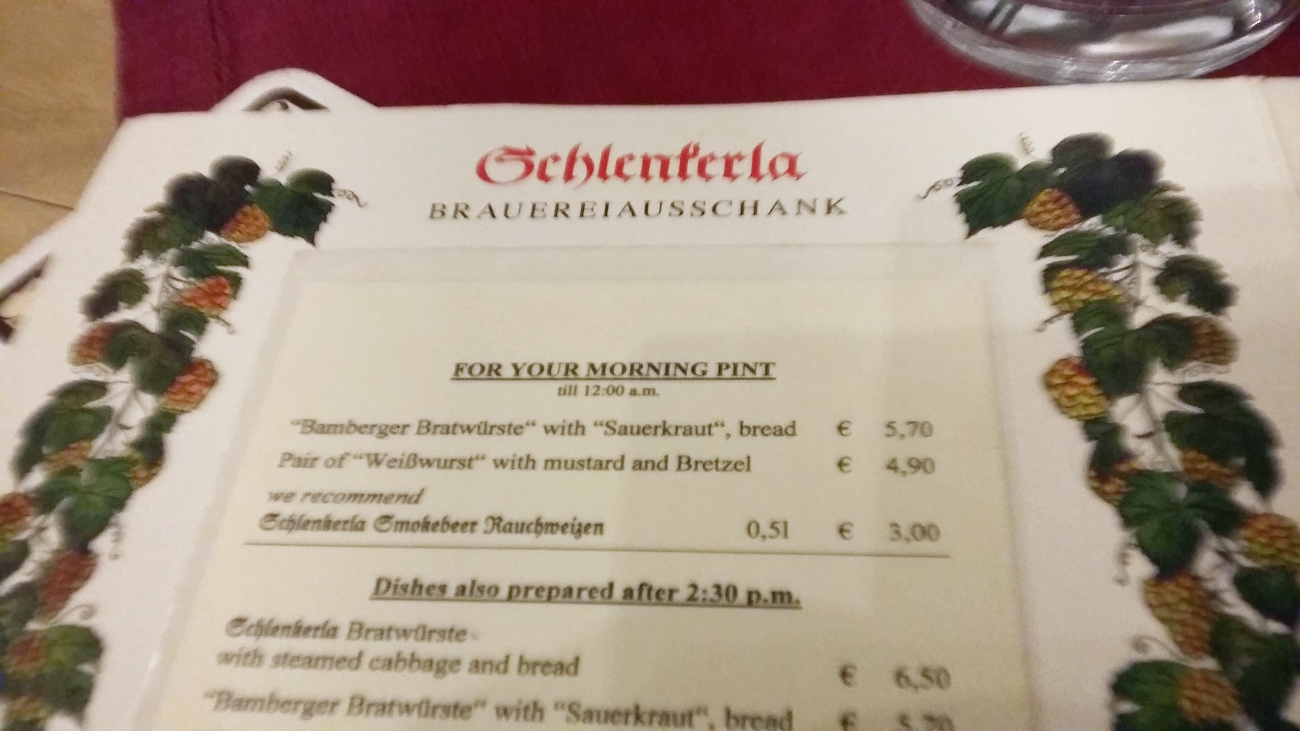 Schlenkerla
BRAUEREIAUSSCHANK
FOR YOUR MORNING PINT
till 12:00 a.m.
"Bamberger Bratwürste“ with "Sauerkraut“, bread € 5,70
Pair of "Weißwurst“ with mustard and Bretzel € 4,90
we recommend
Schlenkerla Smokebeer Rauchweizen 0,5l € 3,00
Dishes also prepared after 2:30 p.m.
Schlenkerla Bratwürste
with steamed cabbage and bread € 6,50
"Bamberger Bratwürste" with "Sauerkraut", bread € 5,70